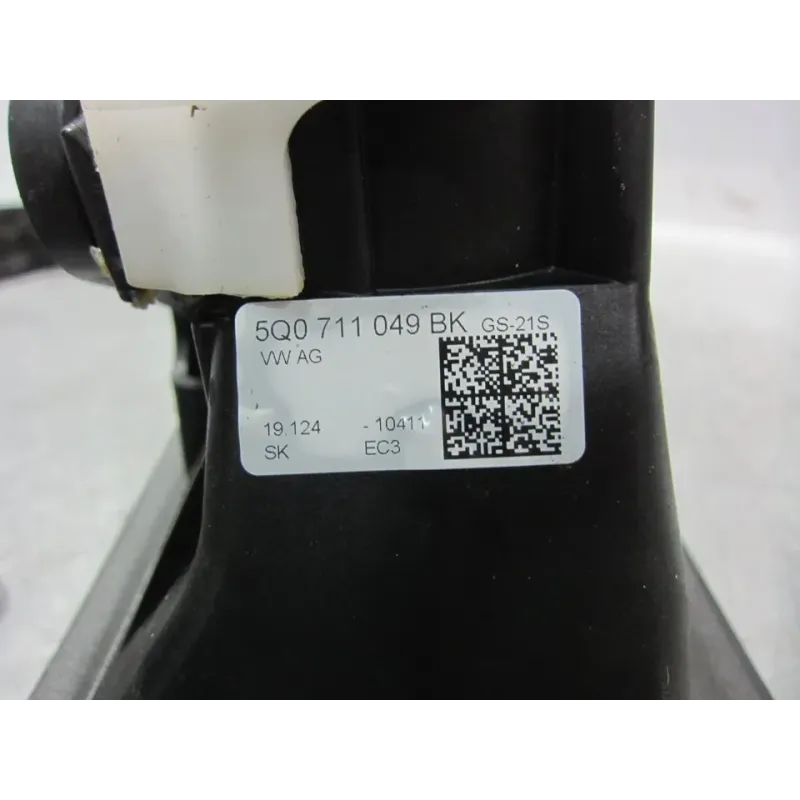 5Q0 711 049 BK GS-21S
VW AG
19.124 - 10411
SK EC3